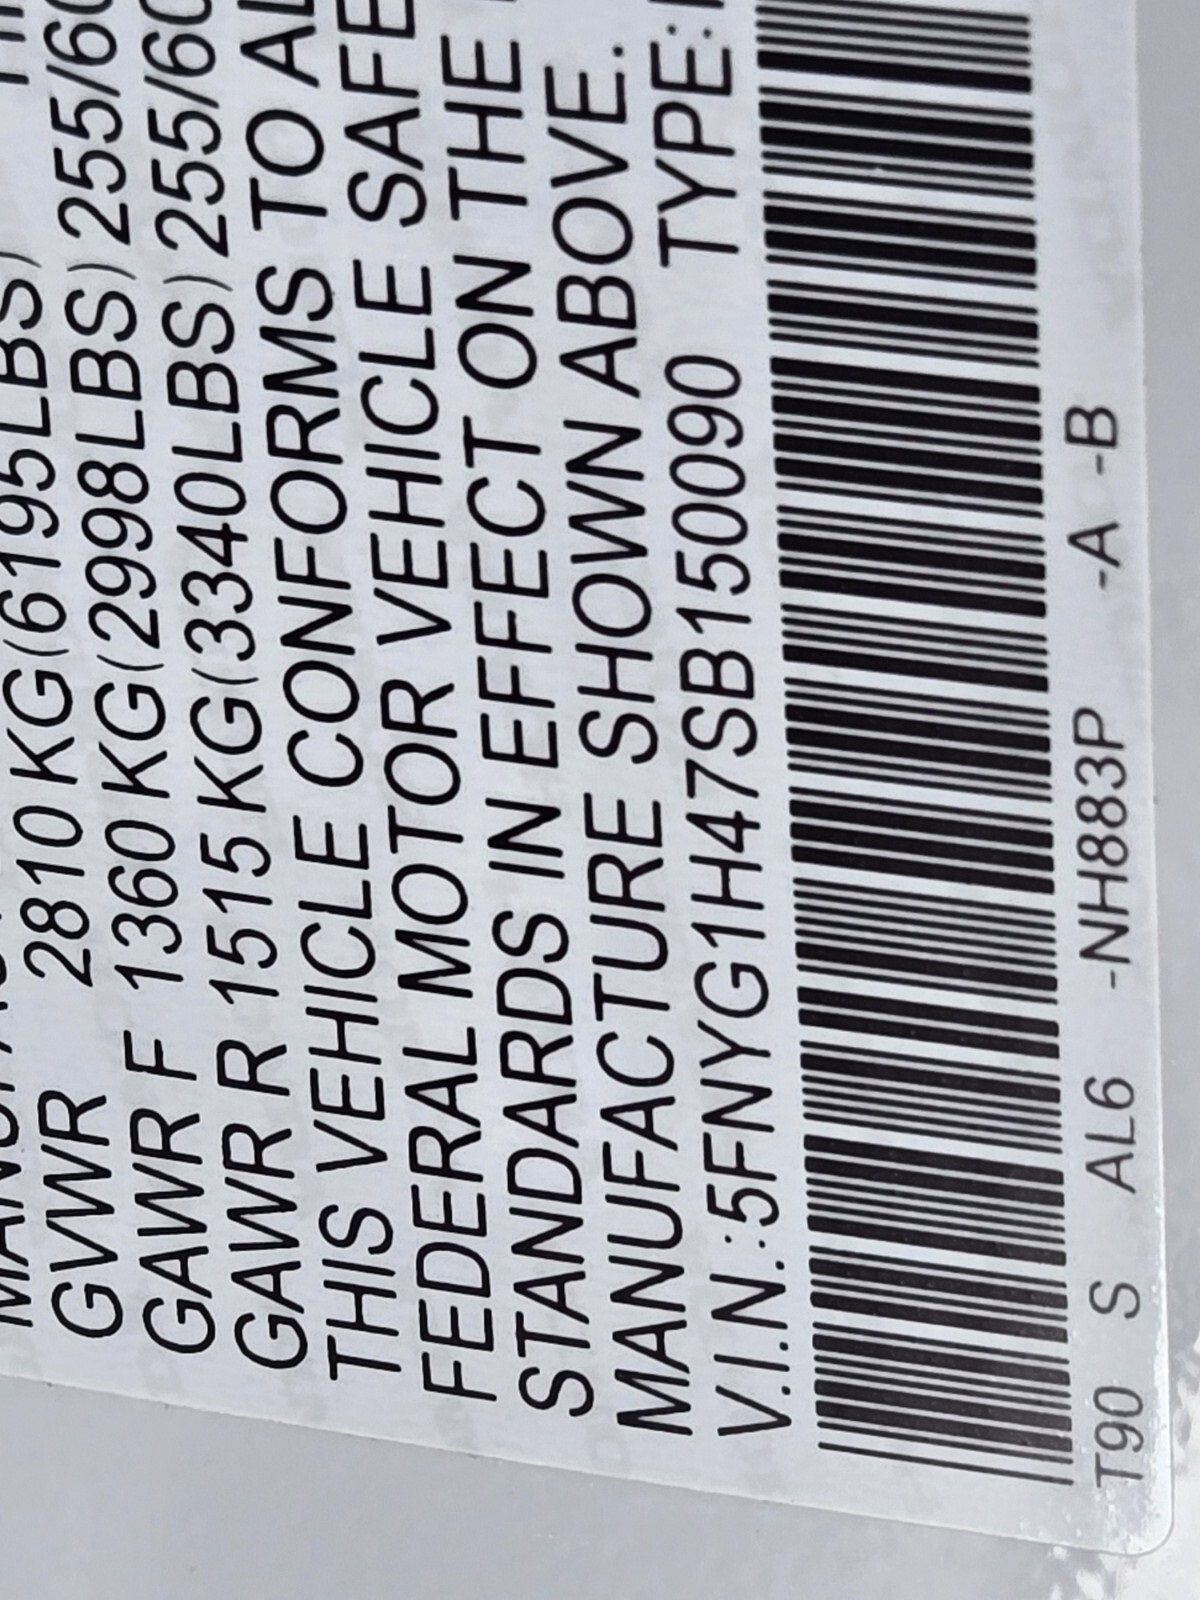 GVWR 2810 KG(6195LBS)
GAWR F 1360 KG(2998LBS) 255/60
GAWR R 1515 KG(3340LBS) 255/60
THIS VEHICLE CONFORMS TO AL
FEDERAL MOTOR VEHICLE SAFE
STANDARDS IN EFFECT ON THE
MANUFACTURE SHOWN ABOVE.
V.I.N.:5FNYG1H47SB150090 TYPE:
T90 S AL6 -NH883P -A -B